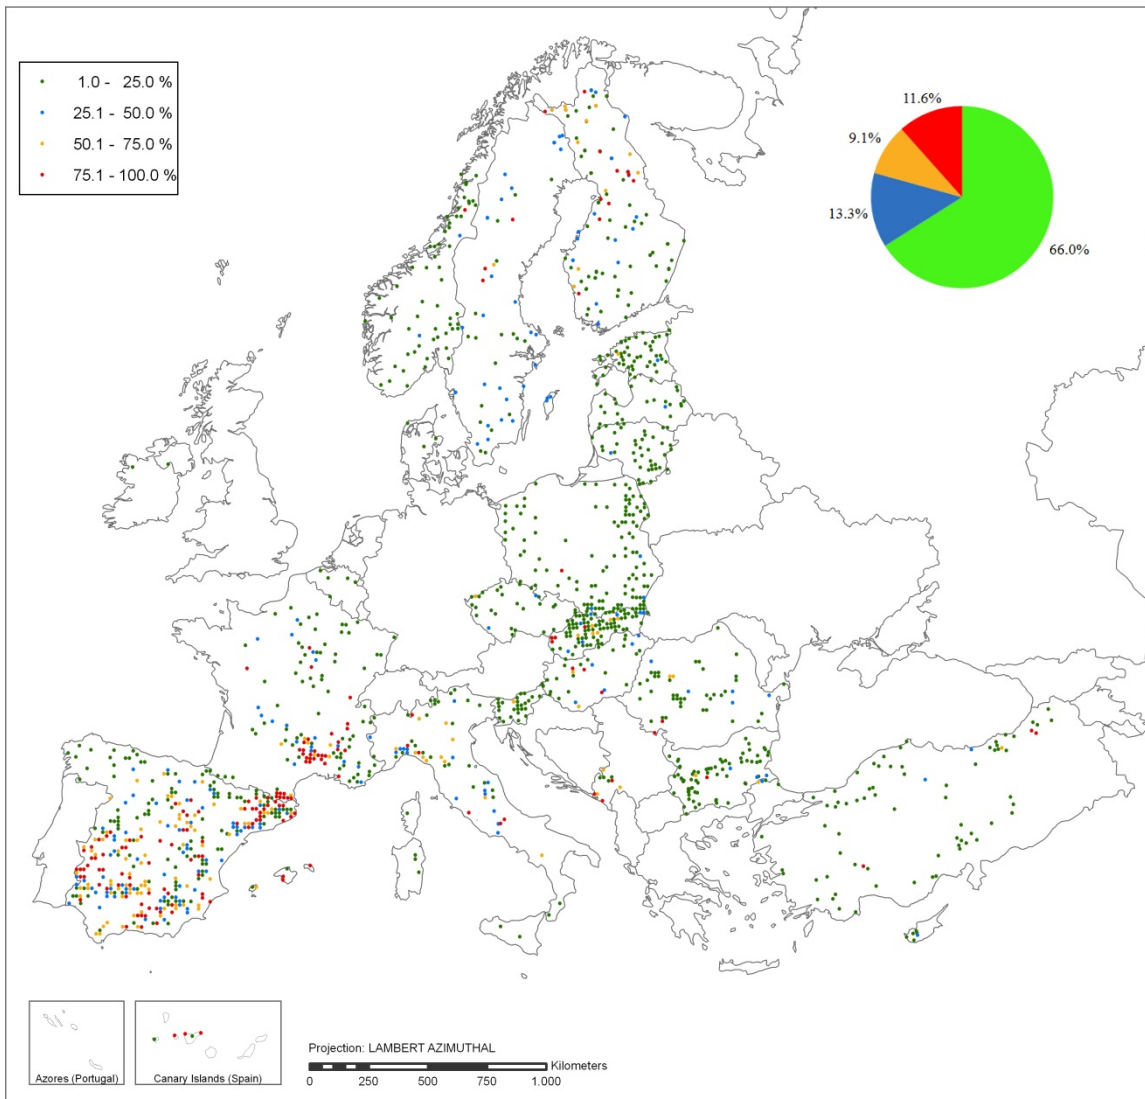 1.0 - 25.0 %
25.1 - 50.0 %
50.1 - 75.0 %
75.1 - 100.0 %
11.6%
9.1%
13.3%
66.0%
Azores (Portugal)
Canary Islands (Spain)
Projection: LAMBERT AZIMUTHAL
Kilometers
0 250 500 750 1.000